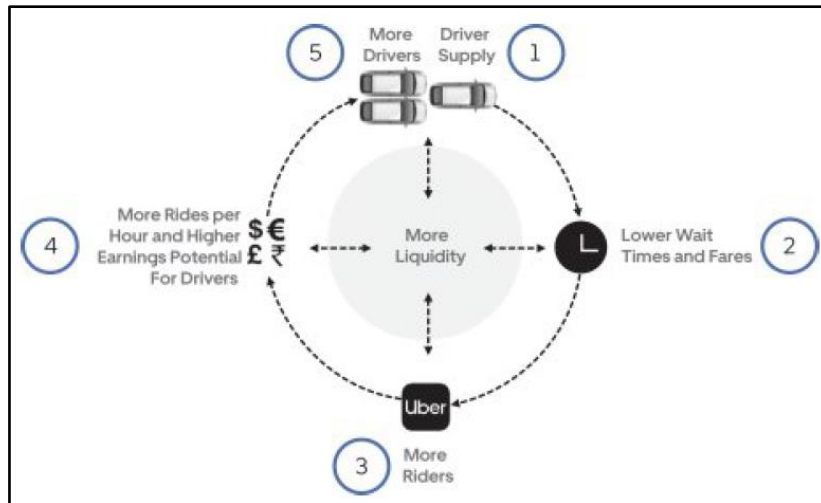 5
More
Drivers
Driver
Supply
1
4
More Rides per
Hour and Higher
Earnings Potential
For Drivers
$€
£ ₹
More
Liquidity
Lower Wait
Times and Fares
2
Uber
3
More
Riders